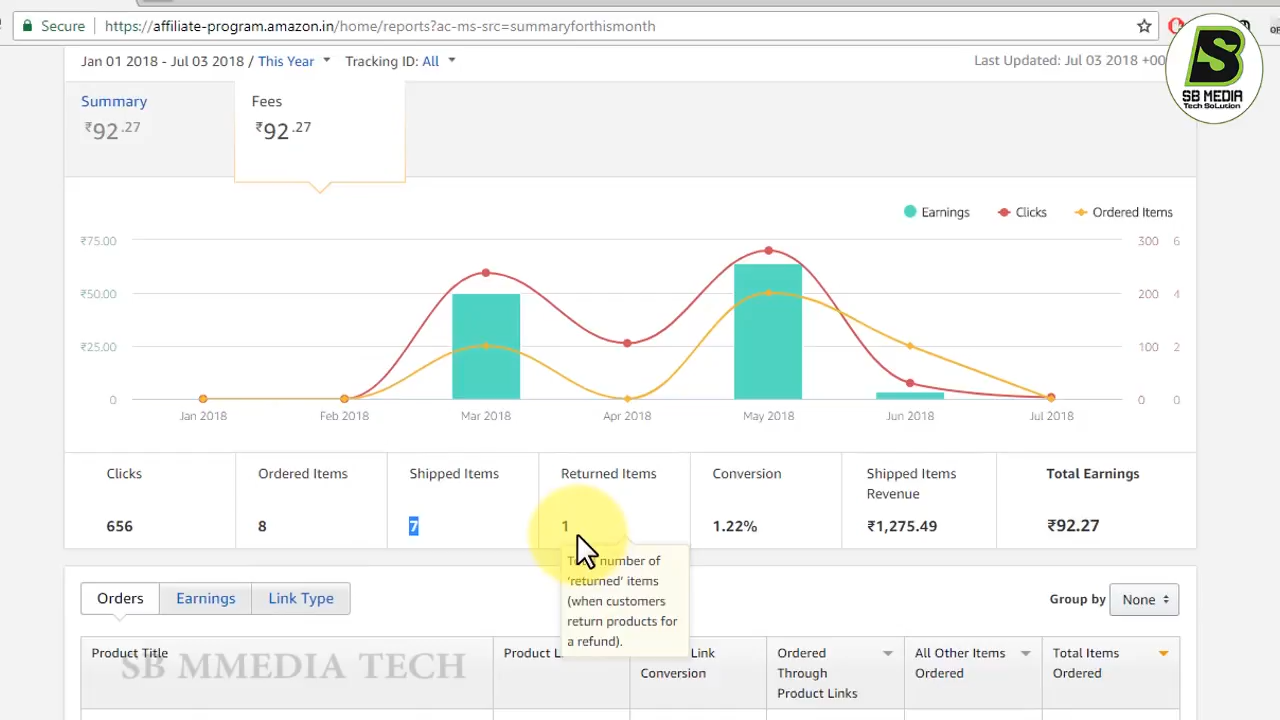 Secure https://affiliate-program.amazon.in/home/reports?ac-ms-src=summaryforthismonth
Jan 01 2018 - Jul 03 2018 / This Year Tracking ID: All
Last Updated: Jul 03 2018 +00
SB MEDIA
Tech SoLution
Summary
₹92.27
Fees
₹92.27
Earnings Clicks Ordered Items
₹75.00 300 6
₹50.00 200 4
₹25.00 100 2
0 0 0
Jan 2018 Feb 2018 Mar 2018 Apr 2018 May 2018 Jun 2018 Jul 2018
Clicks
656
Ordered Items
8
Shipped Items
7
Returned Items
1
Conversion
1.22%
Shipped Items
Revenue
₹1,275.49
Total Earnings
₹92.27
number of
'returned' items
(when customers
return products for
a refund).
Orders Earnings Link Type
Group by None
Product Title
SB MMEDIA TECH
Product
Link
Conversion
Ordered
Through
Product Links
All Other Items
Ordered
Total Items
Ordered